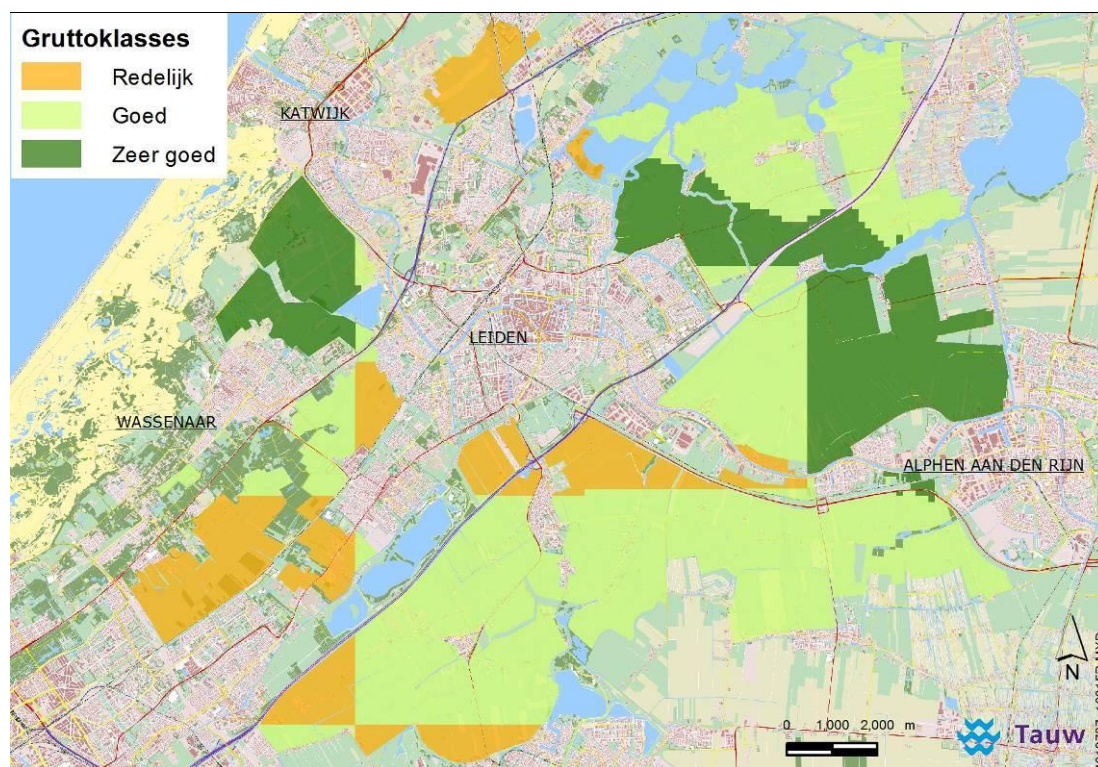 Gruttoklasses
Redelijk
Goed
Zeer goed
KATWIJK
LEIDEN
WASSENAAR
ALPHEN AAN DEN RIJN
N
0 1,000 2,000 m
Tauw